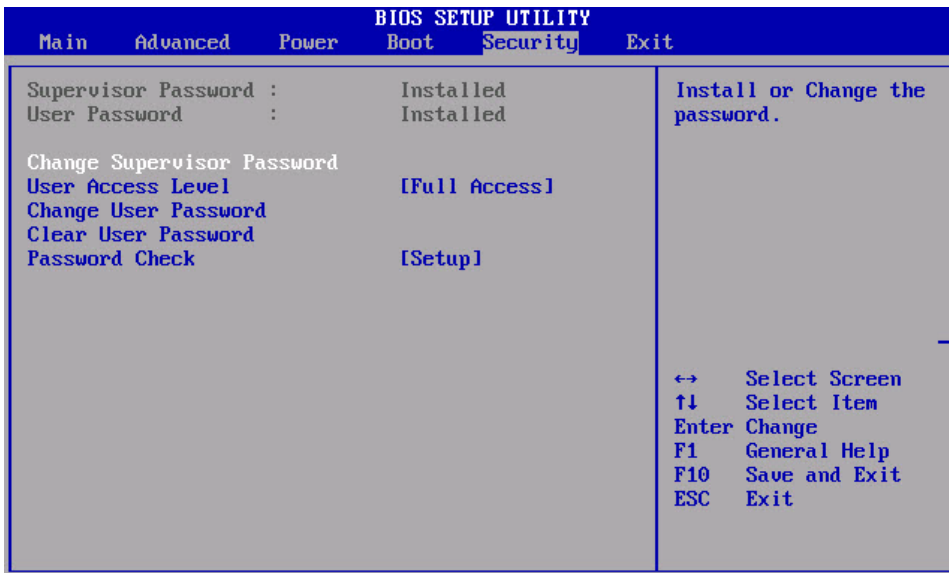 BIOS SETUP UTILITY
Main Advanced Power Boot Security Exit
Supervisor Password : Installed
User Password : Installed
Change Supervisor Password
User Access Level [Full Access]
Change User Password
Clear User Password
Password Check [Setup]
Install or Change the
password.
←→ Select Screen
↑↓ Select Item
Enter Change
F1 General Help
F10 Save and Exit
ESC Exit